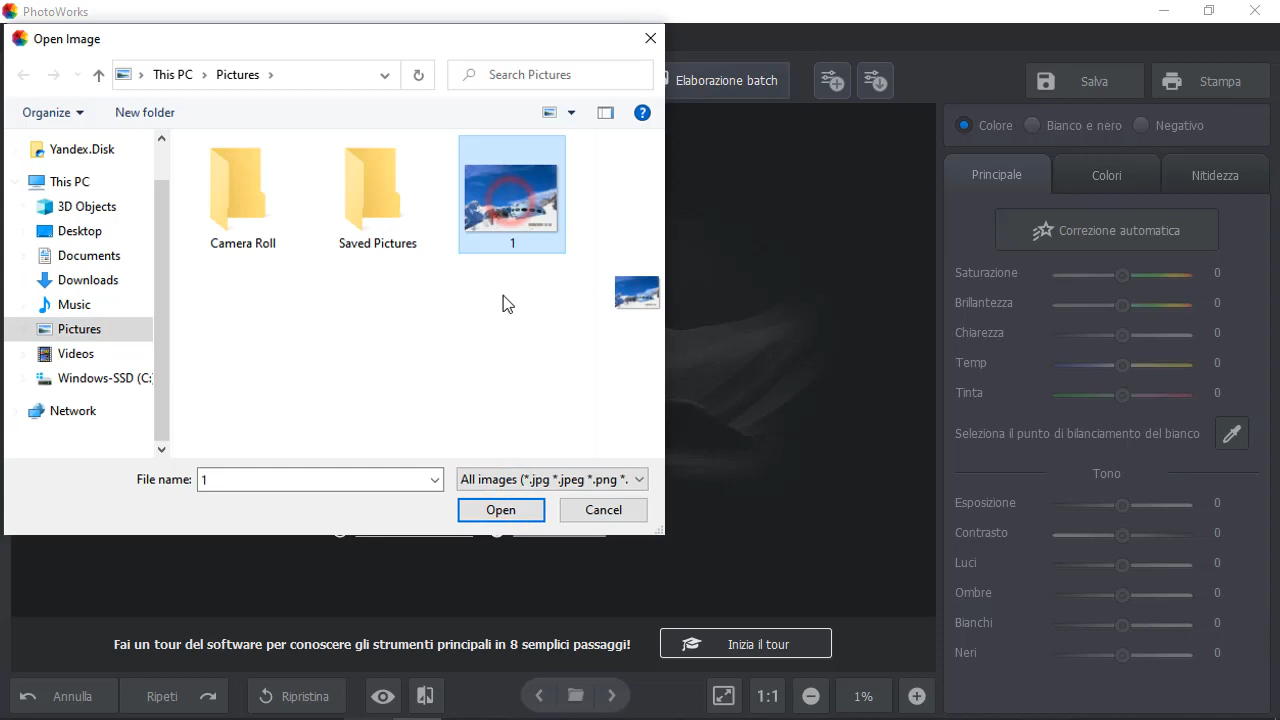 PhotoWorks
Open Image
This PC
Pictures
Search Pictures
Elaborazione batch
Salva
Stampa
Organize
New folder
Colore
Bianco e nero
Negativo
Yandex.Disk
This PC
3D Objects
Desktop
Documents
Downloads
Music
Pictures
Videos
Windows-SSD (C:
Network
Camera Roll
Saved Pictures
1
Principale
Colori
Nitidezza
Correzione automatica
Saturazione 0
Brillantezza 0
Chiarezza 0
Temp 0
Tinta 0
Seleziona il punto di bilanciamento del bianco
Tono
Esposizione 0
Contrasto 0
Luci 0
Ombre 0
Bianchi 0
Neri 0
File name: 1
All images (*.jpg *.jpeg *.png *.
Open
Cancel
Fai un tour del software per conoscere gli strumenti principali in 8 semplici passaggi!
Inizia il tour
Annulla
Ripeti
Ripristina
1:1
1%